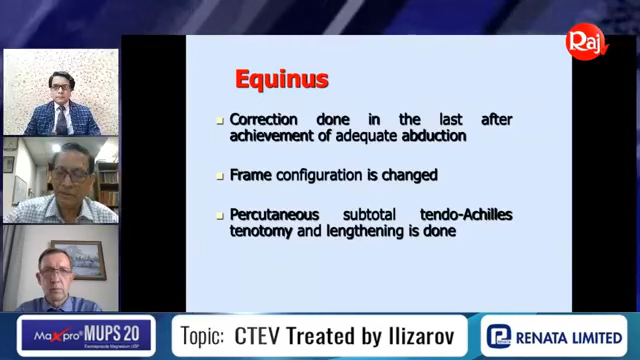 Raj
Equinus
Correction done in the last after
achievement of adequate abduction
Frame configuration is changed
Percutaneous subtotal tendo-Achilles
tenotomy and lengthening is done
Maxpro® MUPS 20
Esomeprazole Magnesium USP
Topic: CTEV Treated by Ilizarov
RENATA LIMITED